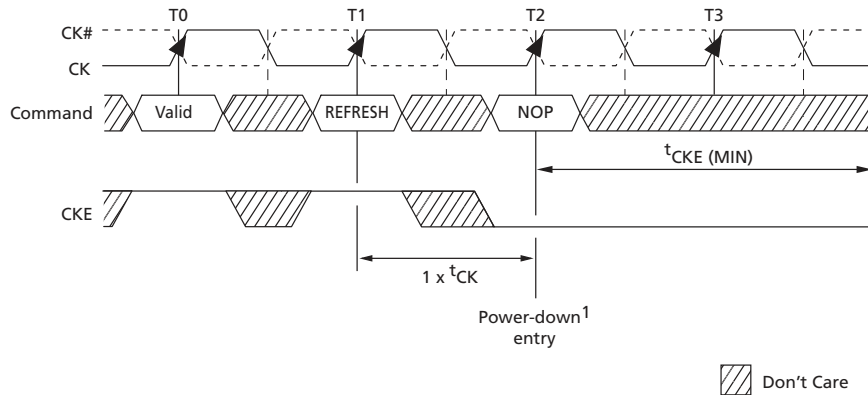 T0 T1 T2 T3
CK#
CK
Command Valid REFRESH NOP
tCKE (MIN)
CKE
1 x tCK
Power-down1
entry
Don't Care